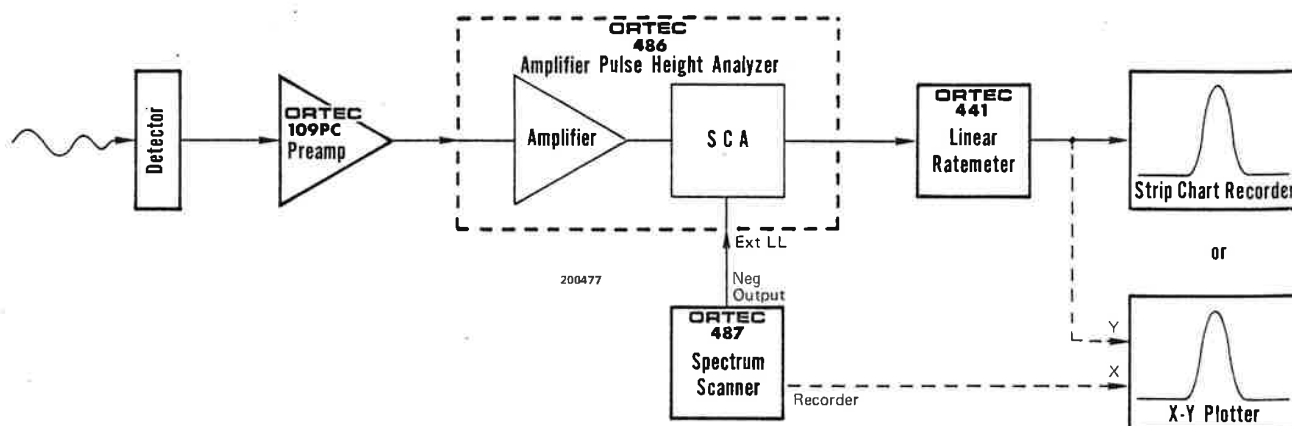 ORTEC
486
Amplifier Pulse Height Analyzer
Detector
ORTEC
109PC
Preamp
Amplifier
S C A
ORTEC
441
Linear
Ratemeter
Strip Chart Recorder
or
Ext LL
200477
Neg
Output
ORTEC
487
Spectrum
Scanner
Recorder
Y
X
X-Y Plotter